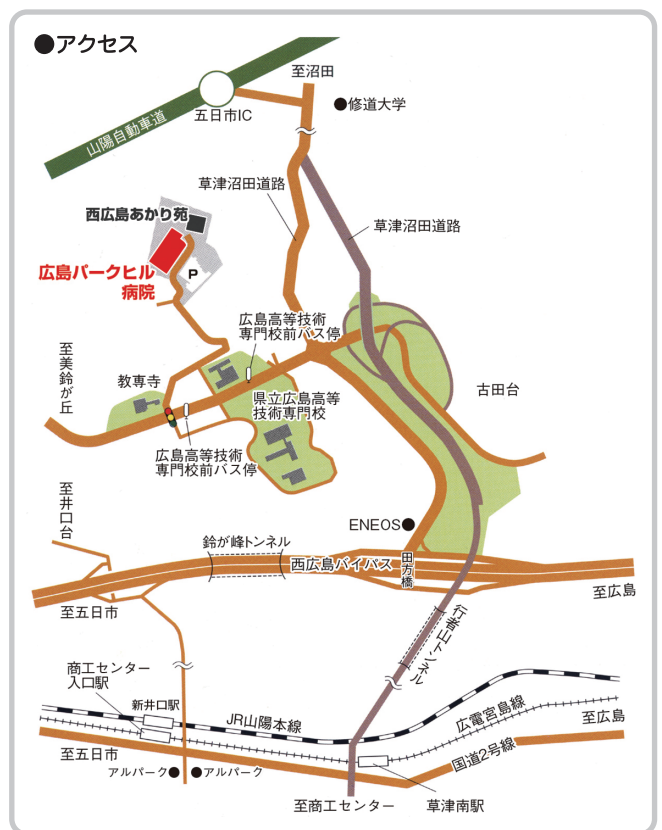 ●アクセス
至沼田
●修道大学
五日市IC
山陽自動車道
草津沼田道路
西広島あかり苑
草津沼田道路
広島パークヒル
病院
P
広島高等技術
専門校前バス停
至美鈴が丘
教専寺
県立広島高等
技術専門校
古田台
広島高等技術
専門校前バス停
至井口台
ENEOS●
鈴が峰トンネル
西広島バイパス
田方橋
至五日市
至広島
行者山トンネル
商工センター
入口駅
新井口駅
JR山陽本線
広電宮島線
至広島
至五日市
国道2号線
アルパーク● ●アルパーク
至商工センター
草津南駅